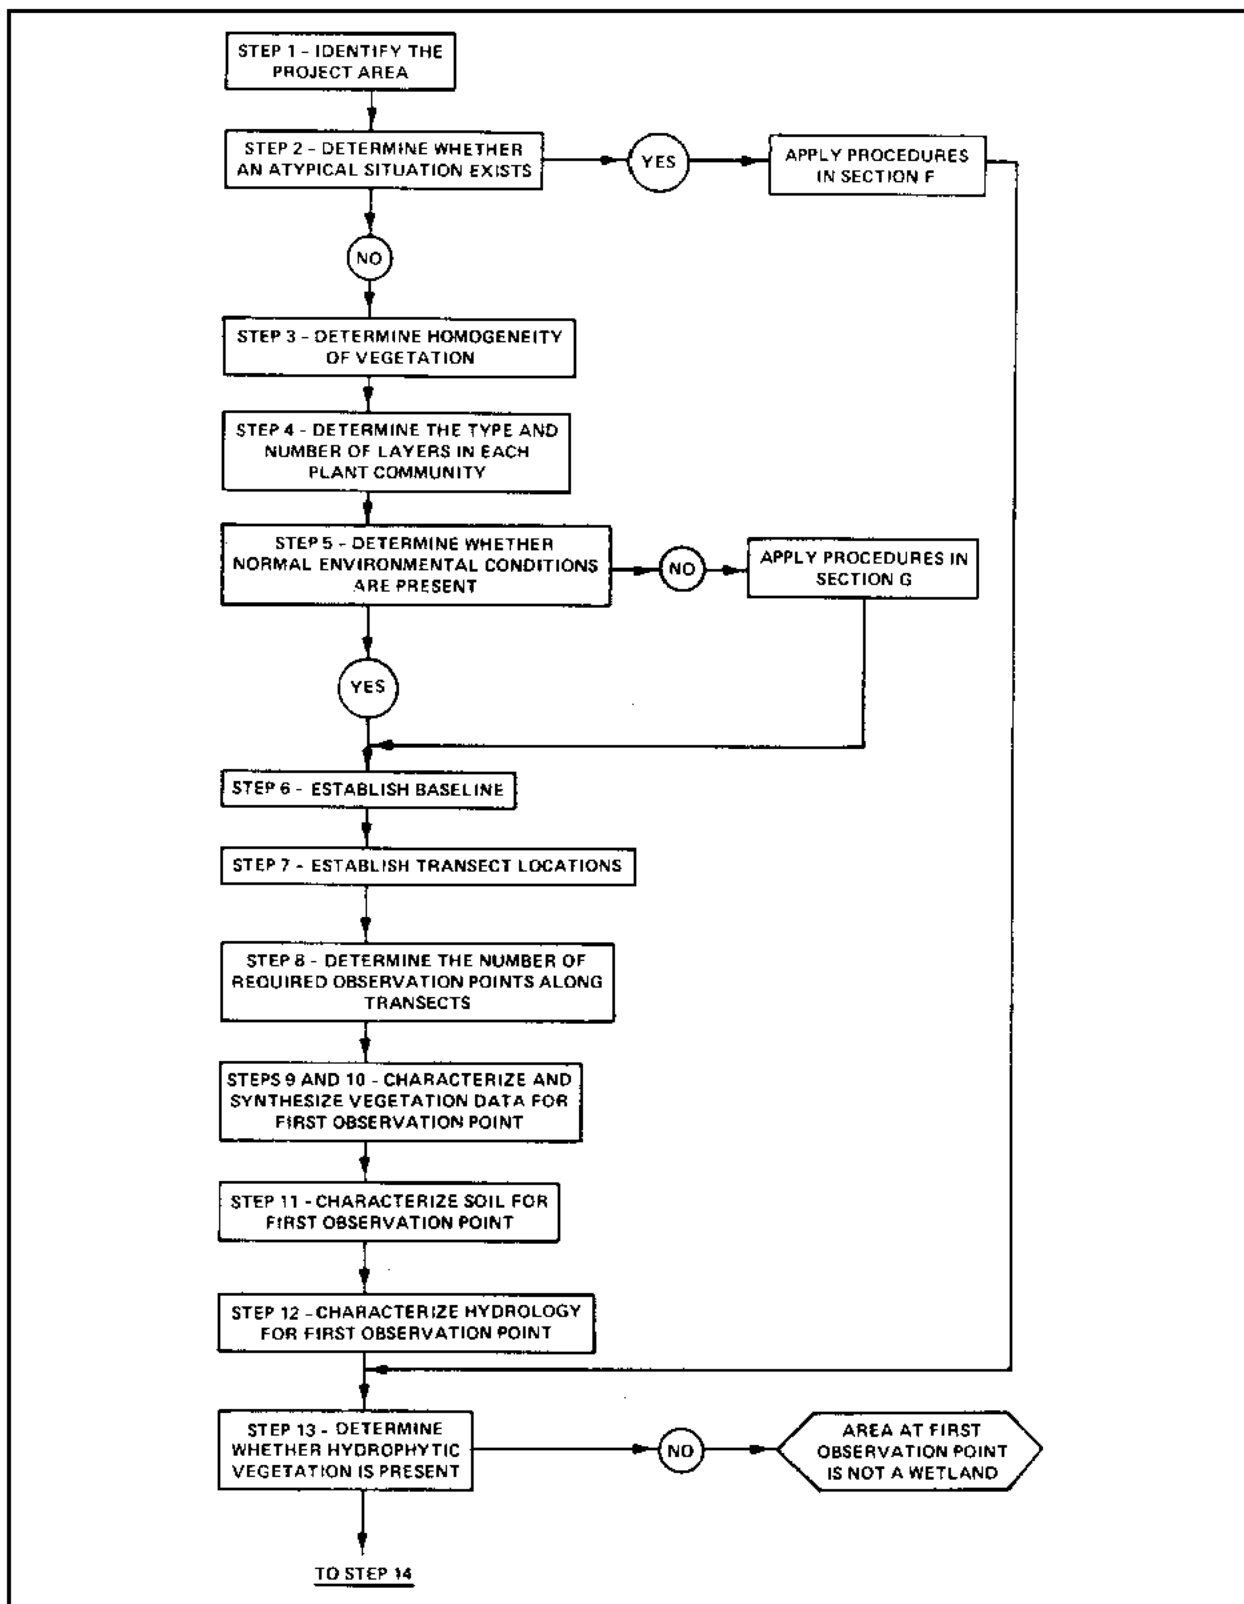 STEP 1 - IDENTIFY THE
PROJECT AREA
STEP 2 - DETERMINE WHETHER
AN ATYPICAL SITUATION EXISTS
YES
APPLY PROCEDURES
IN SECTION F
NO
STEP 3 - DETERMINE HOMOGENEITY
OF VEGETATION
STEP 4 - DETERMINE THE TYPE AND
NUMBER OF LAYERS IN EACH
PLANT COMMUNITY
STEP 5 - DETERMINE WHETHER
NORMAL ENVIRONMENTAL CONDITIONS
ARE PRESENT
NO
APPLY PROCEDURES IN
SECTION G
YES
STEP 6 - ESTABLISH BASELINE
STEP 7 - ESTABLISH TRANSECT LOCATIONS
STEP 8 - DETERMINE THE NUMBER OF
REQUIRED OBSERVATION POINTS ALONG
TRANSECTS
STEPS 9 AND 10 - CHARACTERIZE AND
SYNTHESIZE VEGETATION DATA FOR
FIRST OBSERVATION POINT
STEP 11 - CHARACTERIZE SOIL FOR
FIRST OBSERVATION POINT
STEP 12 - CHARACTERIZE HYDROLOGY
FOR FIRST OBSERVATION POINT
STEP 13 - DETERMINE
WHETHER HYDROPHYTIC
VEGETATION IS PRESENT
NO
AREA AT FIRST
OBSERVATION POINT
IS NOT A WETLAND
TO STEP 14